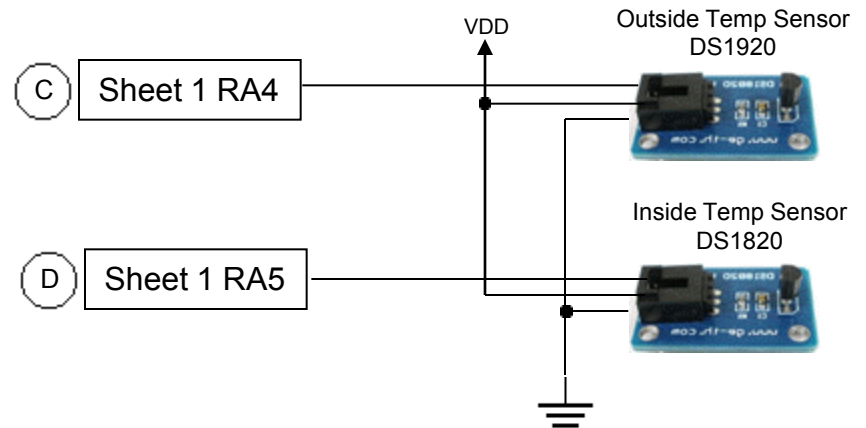 Outside Temp Sensor
DS1920
VDD
C
Sheet 1 RA4
Inside Temp Sensor
DS1820
D
Sheet 1 RA5